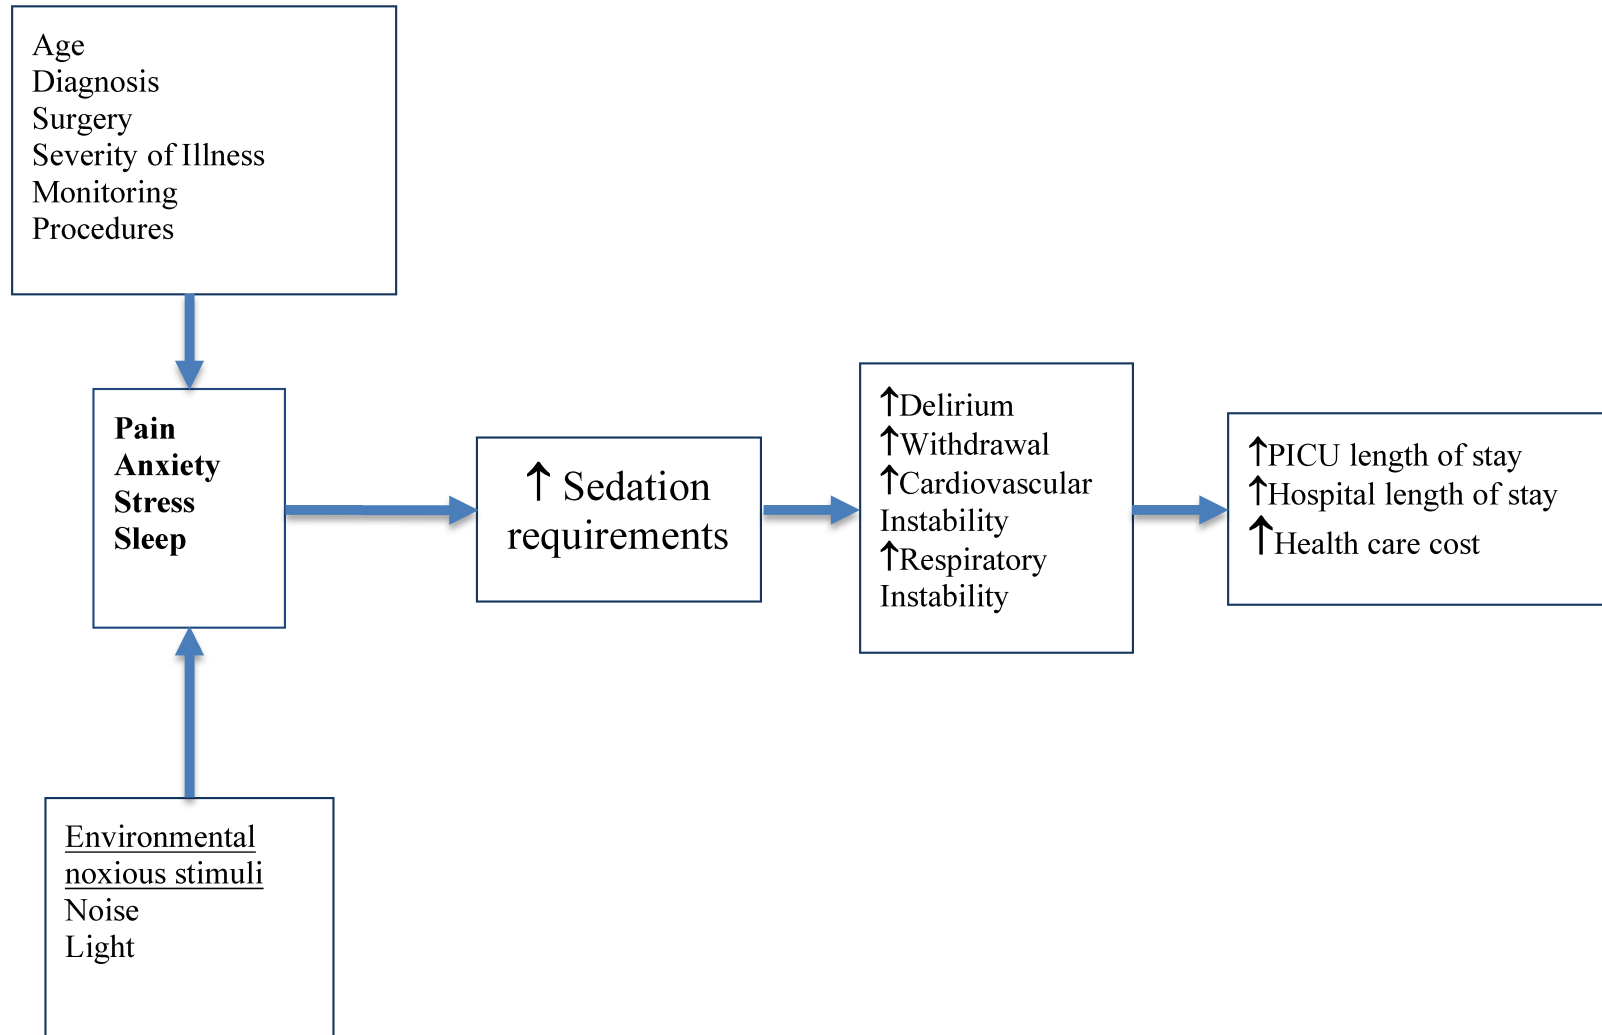 Age
Diagnosis
Surgery
Severity of Illness
Monitoring
Procedures
Pain
Anxiety
Stress
Sleep
↑ Sedation
requirements
↑Delirium
↑Withdrawal
↑Cardiovascular
Instability
↑Respiratory
Instability
↑PICU length of stay
↑Hospital length of stay
↑Health care cost
Environmental
noxious stimuli
Noise
Light